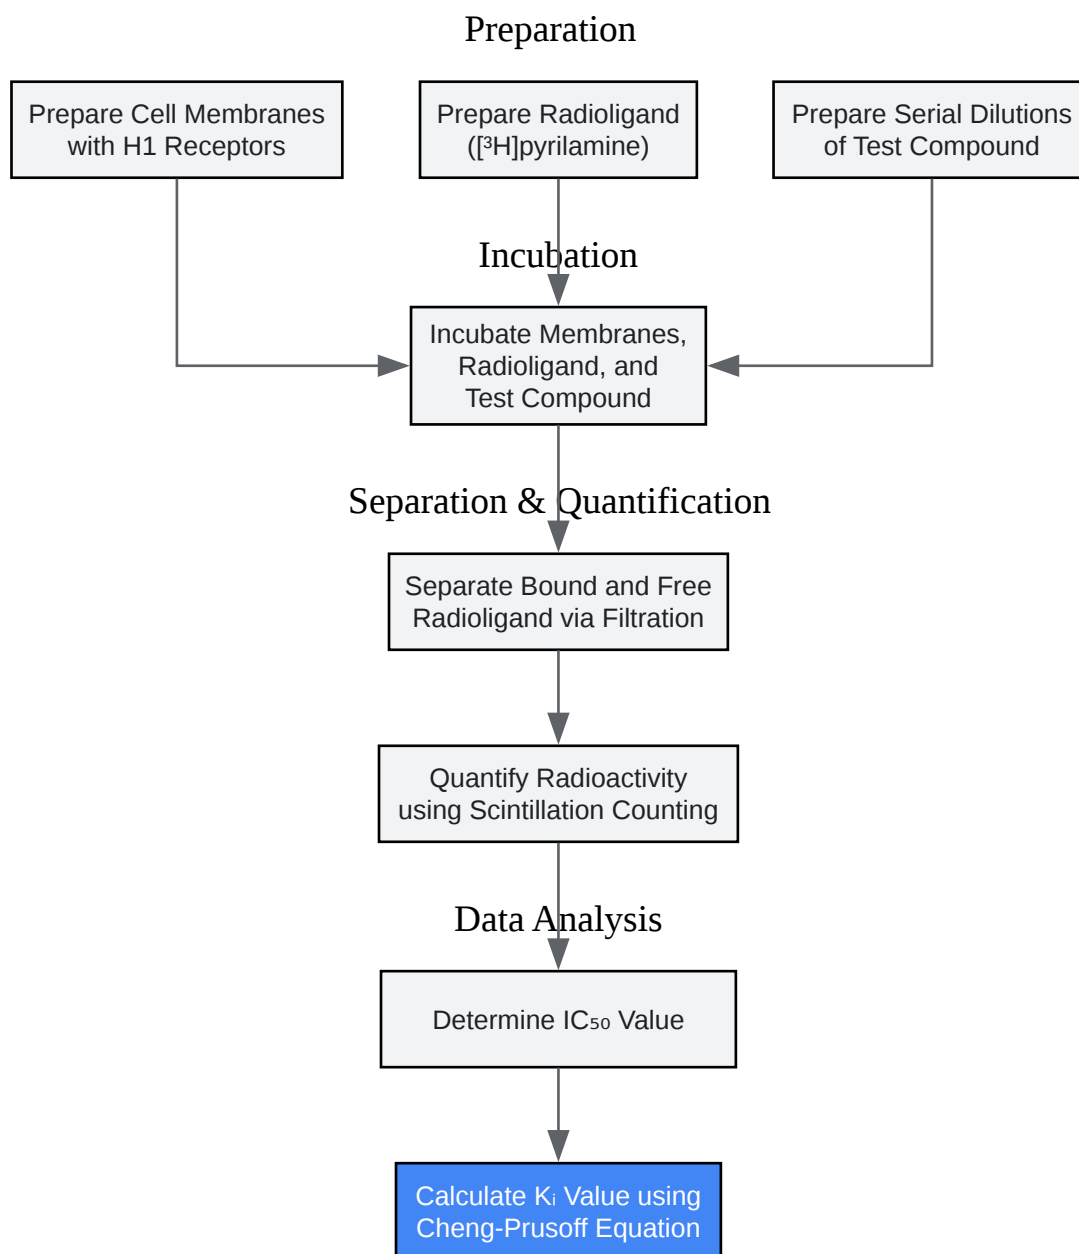 Preparation
Prepare Cell Membranes
with H1 Receptors
Prepare Radioligand
([³H]pyrilamine)
Prepare Serial Dilutions
of Test Compound
Incubation
Incubate Membranes,
Radioligand, and
Test Compound
Separation & Quantification
Separate Bound and Free
Radioligand via Filtration
Quantify Radioactivity
using Scintillation Counting
Data Analysis
Determine IC₅₀ Value
Calculate Kᵢ Value using
Cheng-Prusoff Equation